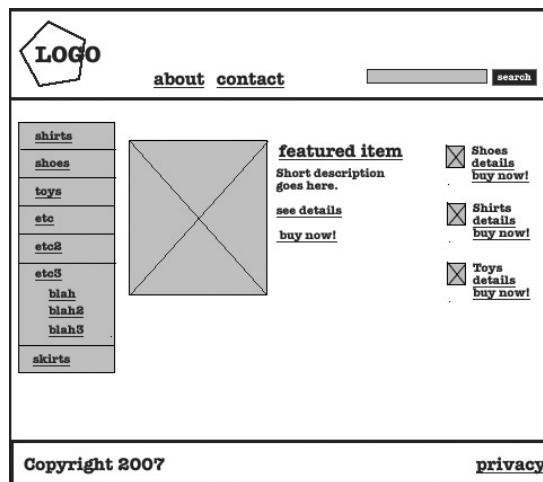 LOGO
about contact
search
shirts
shoes
toys
etc
etc2
etc3
blah
blah2
blah3
skirts
featured item
Short description
goes here.
see details
buy now!
Shoes
details
buy now!
Shirts
details
buy now!
Toys
details
buy now!
Copyright 2007
privacy